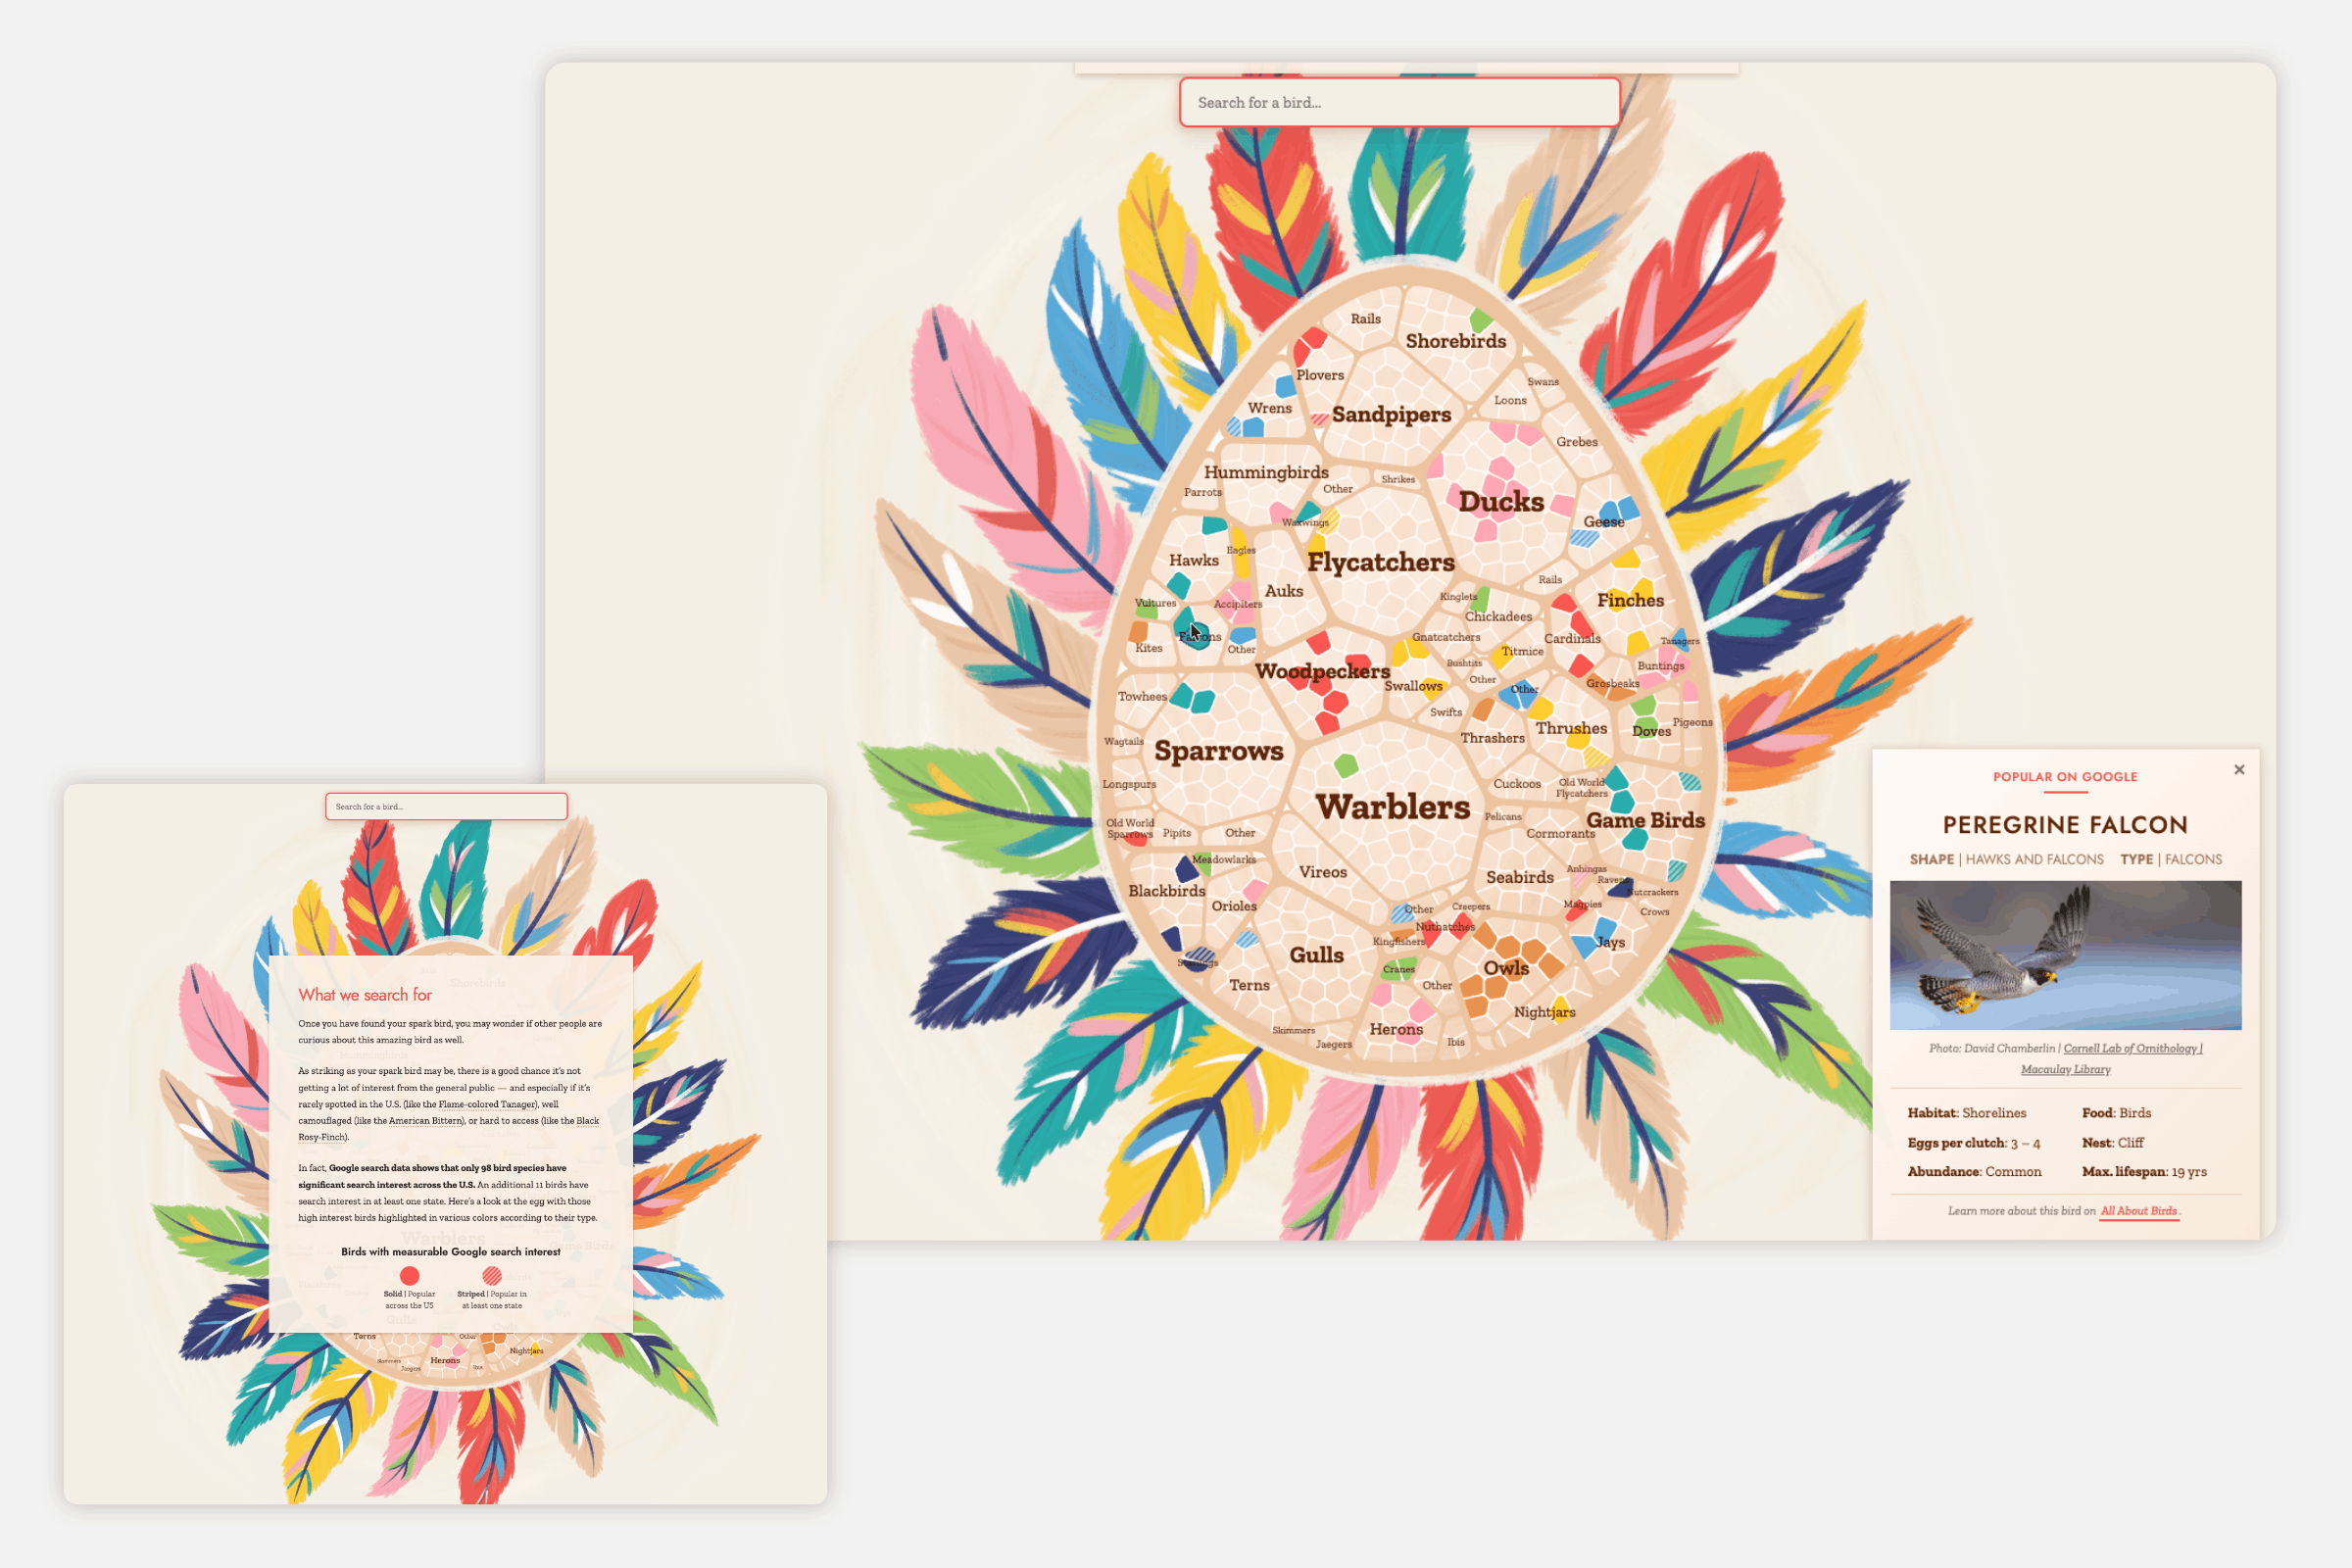 Search for a bird...
Rails
Shorebirds
Plovers
Swans
Loons
Wrens
Sandpipers
Grebes
Hummingbirds
Parrots
Other
Shrikes
Ducks
Waxwings
Geese
Hawks
Eagles
Flycatchers
Auks
Rails
Finches
Vultures
Accipiters
Kinglets
Chickadees
Falcons
Gnatcatchers
Cardinals
Tanagers
Kites
Other
Titmice
Woodpeckers
Bushtits
Buntings
Swallows
Other
Other
Grosbeaks
Towhees
Swifts
Thrushes
Pigeons
Doves
Wagtails
Thrashers
Sparrows
Longspurs
Cuckoos
Old World
Flycatchers
Warblers
Pelicans
Game Birds
Old World
Sparrows
Pipits
Other
Cormorants
Meadowlarks
Blackbirds
Vireos
Seabirds
Anhingas
Ravens
Nutcrackers
Orioles
Other
Creepers
Magpies
Crows
Nuthatches
Kingfishers
Jays
Gulls
Cranes
Owls
Terns
Other
Nightjars
Skimmers
Jaegers
Herons
Ibis
POPULAR ON GOOGLE
PEREGRINE FALCON
SHAPE | HAWKS AND FALCONS TYPE | FALCONS
Photo: David Chamberlin | Cornell Lab of Ornithology |
Macaulay Library
Habitat: Shorelines Food: Birds
Eggs per clutch: 3 – 4 Nest: Cliff
Abundance: Common Max. lifespan: 19 yrs
Learn more about this bird on All About Birds .
Search for a bird...
Shorebirds
What we search for
Once you have found your spark bird, you may wonder if other people are
curious about this amazing bird as well.
As striking as your spark bird may be, there is a good chance it's not
getting a lot of interest from the general public — and especially if it's
rarely spotted in the U.S. (like the Flame-colored Tanager), well
camouflaged (like the American Bittern), or hard to access (like the Black
Rosy-Finch).
In fact, Google search data shows that only 98 bird species have
significant search interest across the U.S. An additional 11 birds have
search interest in at least one state. Here's a look at the egg with those
high interest birds highlighted in various colors according to their type.
Warblers
Game Birds
Birds with measurable Google search interest
Solid | Popular
across the US
Striped | Popular in
at least one state
Gulls
Terns
Other
Nightjars
Skimmers
Jaegers
Herons
Ibis